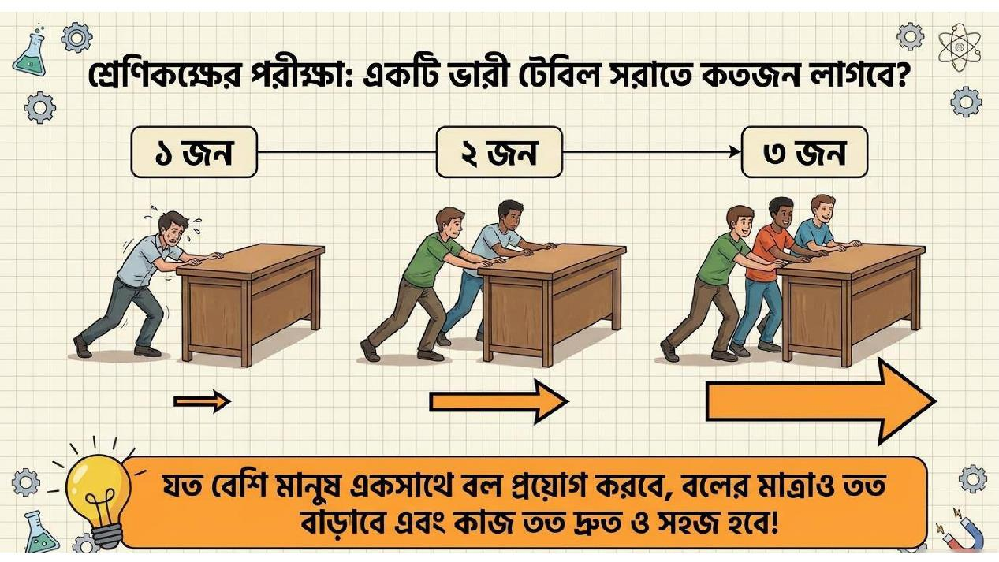 শ্রেণিকক্ষের পরীক্ষা: একটি ভারী টেবিল সরাতে কতজন লাগবে?
১ জন
২ জন
৩ জন
যত বেশি মানুষ একসাথে বল প্রয়োগ করবে, বলের মাত্রাও তত
বাড়াবে এবং কাজ তত দ্রুত ও সহজ হবে!